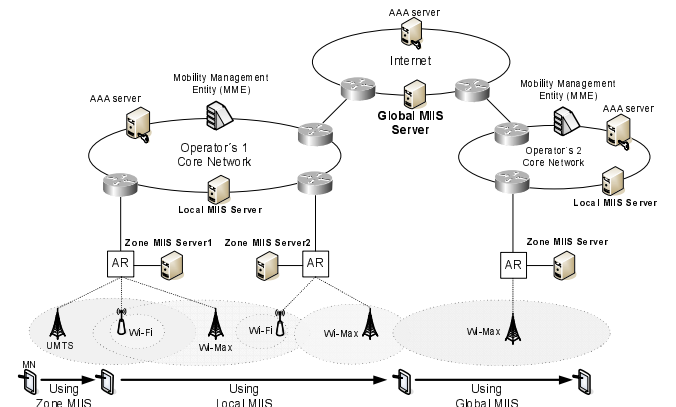 AAA server
Internet
Global MIIS
Server
Mobility Management
Entity (MME)
AAA server
Operator´s 1
Core Network
Local MIIS Server
Mobility Management
Entity (MME)
AAA server
Operator´s 2
Core Network
Local MIIS Server
Zone MIIS Server1
Zone MIIS Server2
Zone MIIS Server
AR
AR
AR
UMTS
Wi-Fi
Wi-Max
Wi-Fi
Wi-Max
Wi-Max
MN
Using
Zone MIIS
Using
Local MIIS
Using
Global MIIS